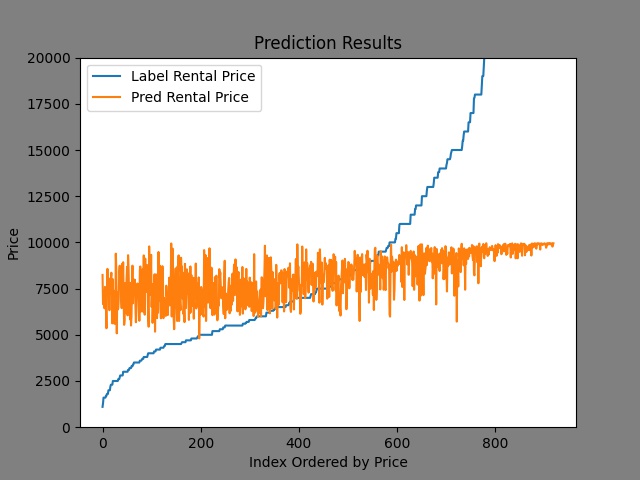 Prediction Results
20000
17500
15000
12500
10000
7500
5000
2500
0
Price
Label Rental Price
Pred Rental Price
0 200 400 600 800
Index Ordered by Price